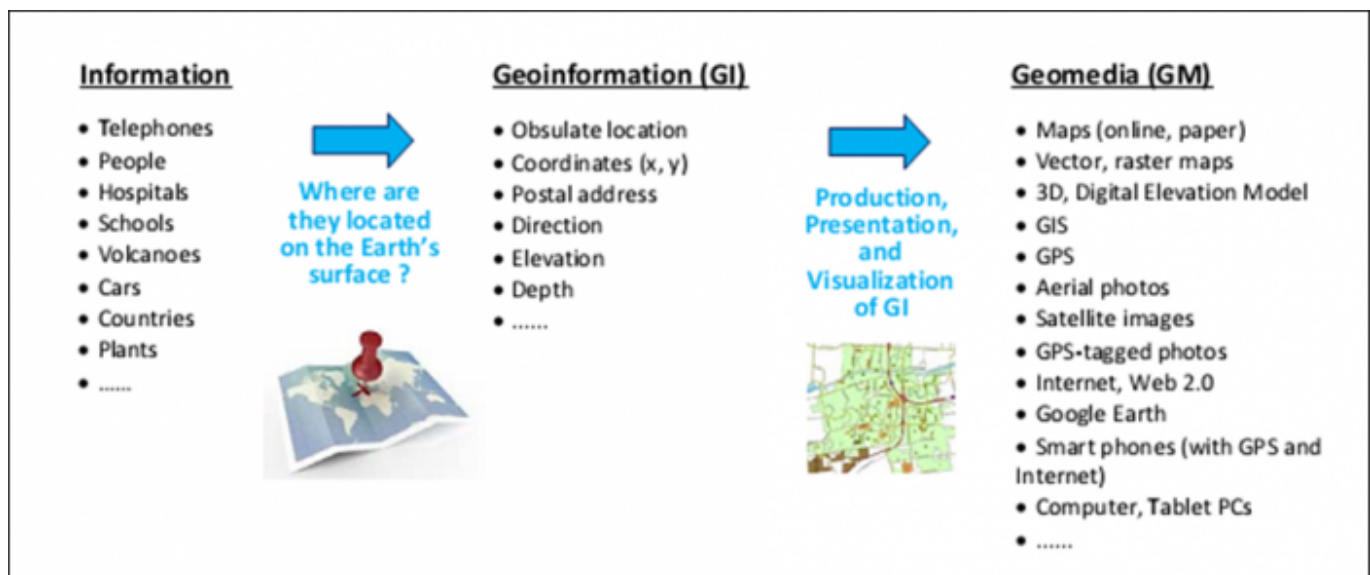 Information
• Telephones
• People
• Hospitals
• Schools
• Volcanoes
• Cars
• Countries
• Plants
• ......
Where are
they located
on the Earth's
surface ?
Geoinformation (GI)
• Obsulate location
• Coordinates (x, y)
• Postal address
• Direction
• Elevation
• Depth
• ......
Production,
Presentation,
and
Visualization
of GI
Geomedia (GM)
• Maps (online, paper)
• Vector, raster maps
• 3D, Digital Elevation Model
• GIS
• GPS
• Aerial photos
• Satellite images
• GPS-tagged photos
• Internet, Web 2.0
• Google Earth
• Smart phones (with GPS and
Internet)
• Computer, Tablet PCs
• ......